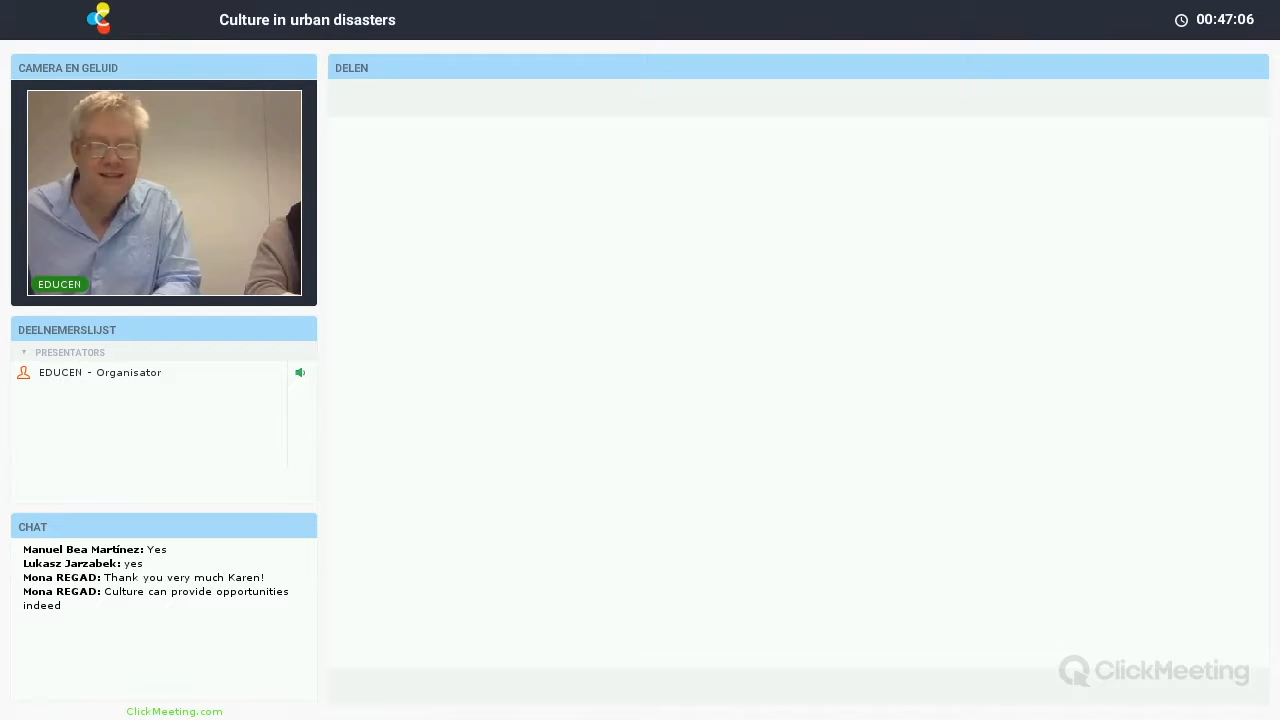 Culture in urban disasters
00:47:06
CAMERA EN GELUID
DELEN
EDUCEN
DEELNEMERSLIJST
PRESENTATORS
EDUCEN - Organisator
CHAT
Manuel Bea Martínez: Yes
Lukasz Jarzabek: yes
Mona REGAD: Thank you very much Karen!
Mona REGAD: Culture can provide opportunities
indeed
ClickMeeting
ClickMeeting.com